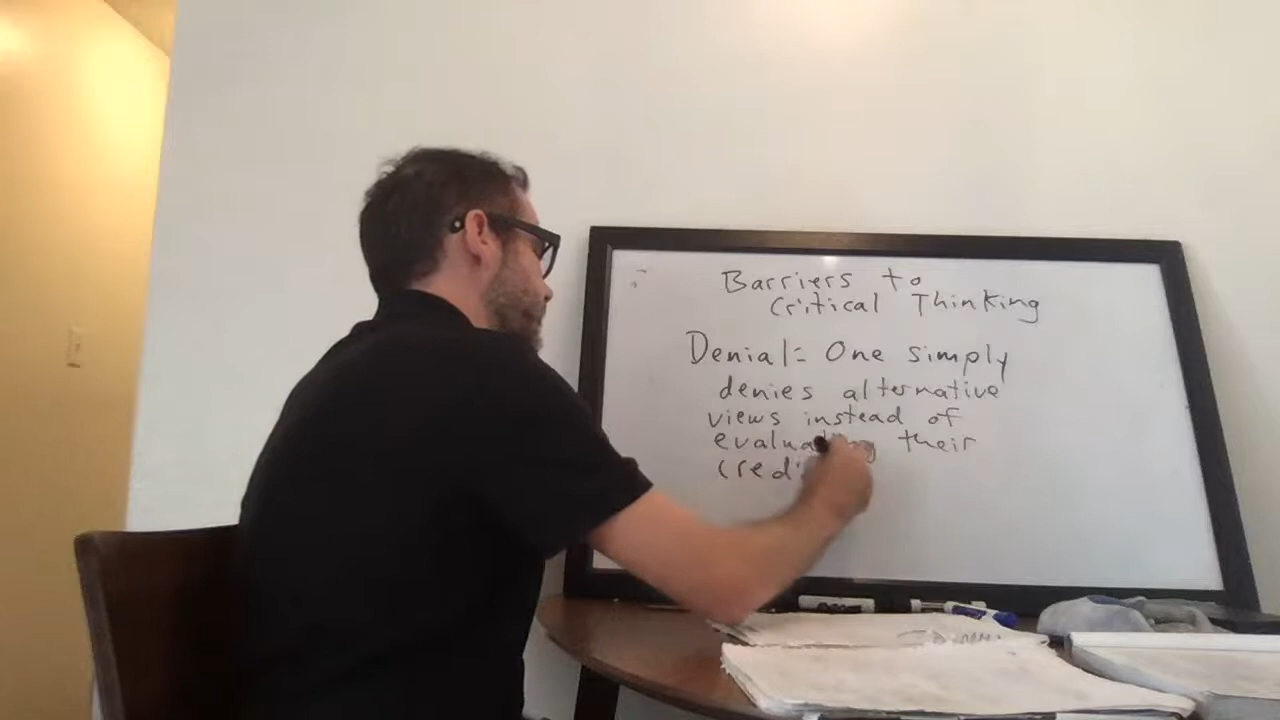 Barriers to
Critical Thinking
Denial= One simply
denies alternative
views instead of
their